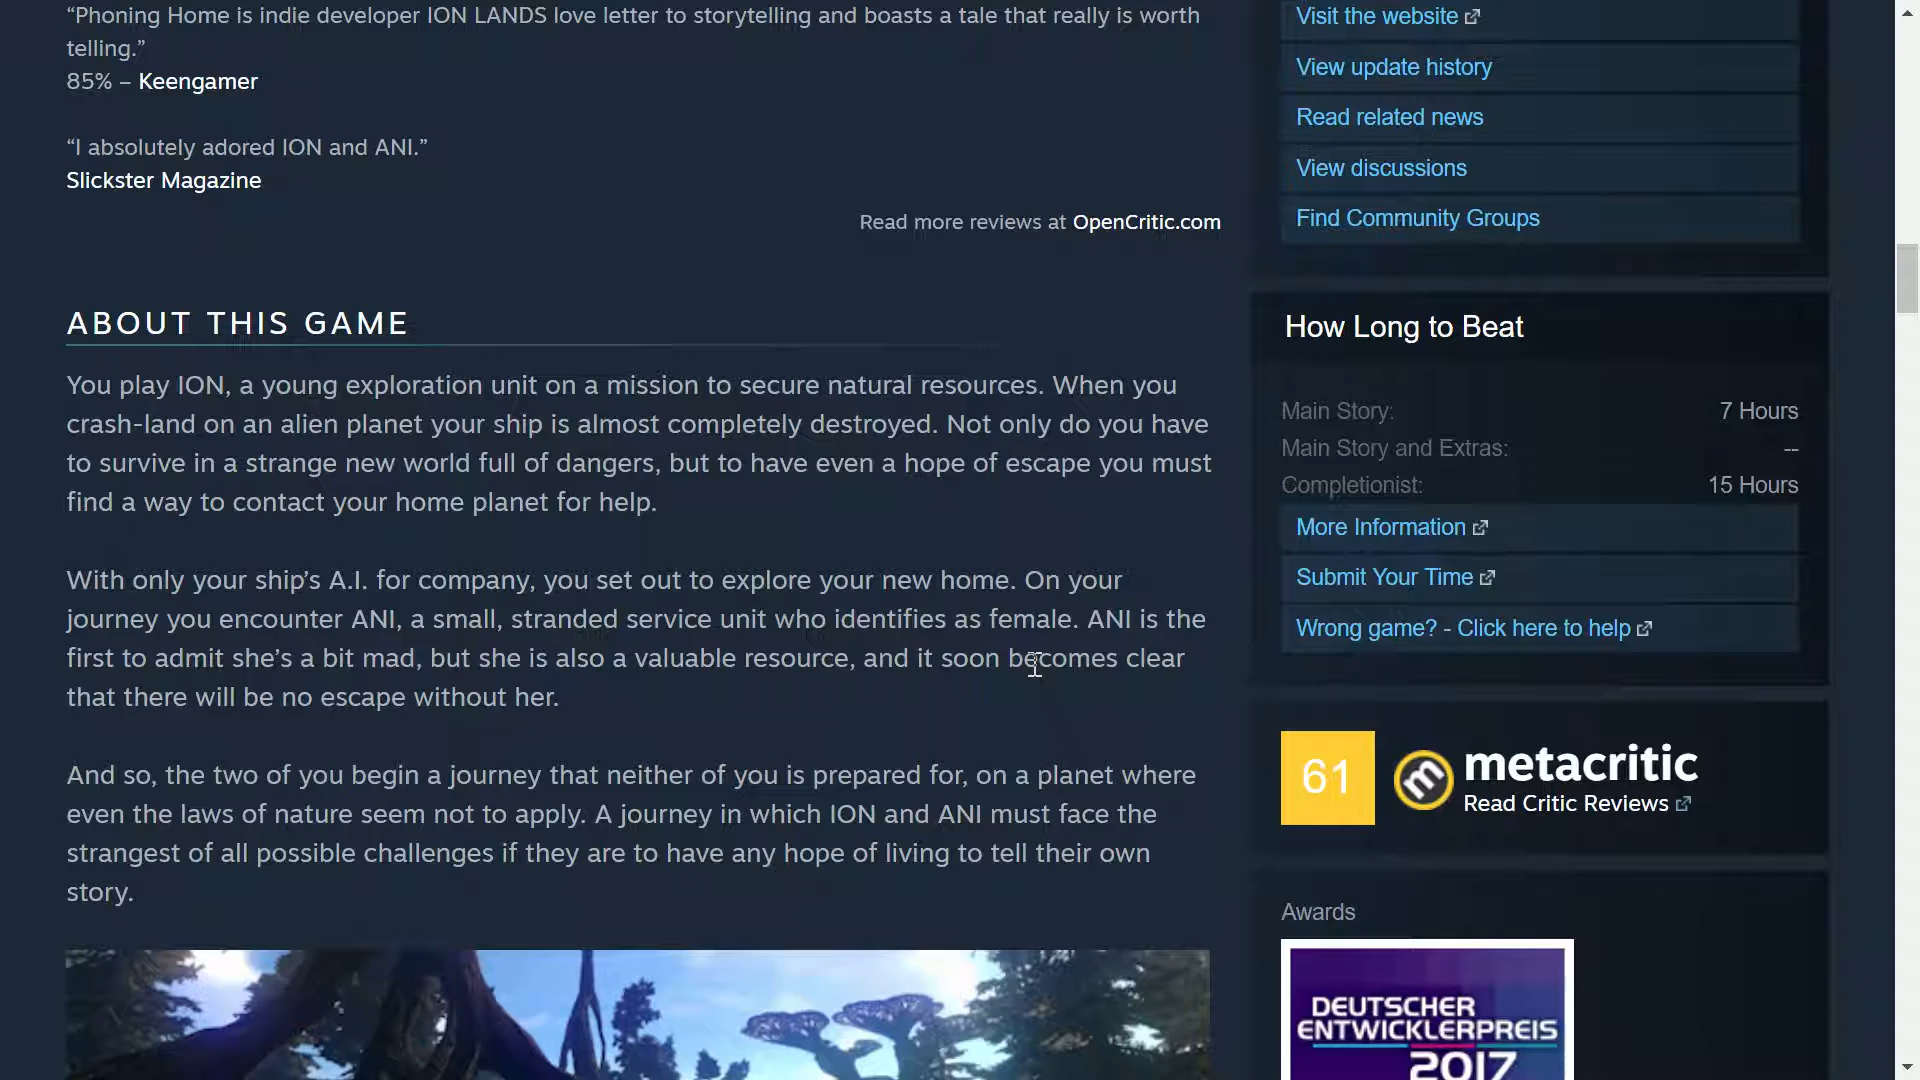 “Phoning Home is indie developer ION LANDS love letter to storytelling and boasts a tale that really is worth
telling.”
85% – Keengamer
“I absolutely adored ION and ANI.”
Slickster Magazine
Read more reviews at OpenCritic.com
ABOUT THIS GAME
You play ION, a young exploration unit on a mission to secure natural resources. When you
crash-land on an alien planet your ship is almost completely destroyed. Not only do you have
to survive in a strange new world full of dangers, but to have even a hope of escape you must
find a way to contact your home planet for help.
With only your ship’s A.I. for company, you set out to explore your new home. On your
journey you encounter ANI, a small, stranded service unit who identifies as female. ANI is the
first to admit she’s a bit mad, but she is also a valuable resource, and it soon becomes clear
that there will be no escape without her.
And so, the two of you begin a journey that neither of you is prepared for, on a planet where
even the laws of nature seem not to apply. A journey in which ION and ANI must face the
strangest of all possible challenges if they are to have any hope of living to tell their own
story.
Visit the website
View update history
Read related news
View discussions
Find Community Groups
How Long to Beat
Main Story: 7 Hours
Main Story and Extras: --
Completionist: 15 Hours
More Information
Submit Your Time
Wrong game? - Click here to help
61 m metacritic
Read Critic Reviews
Awards
DEUTSCHER
ENTWICKLERPREIS
2017